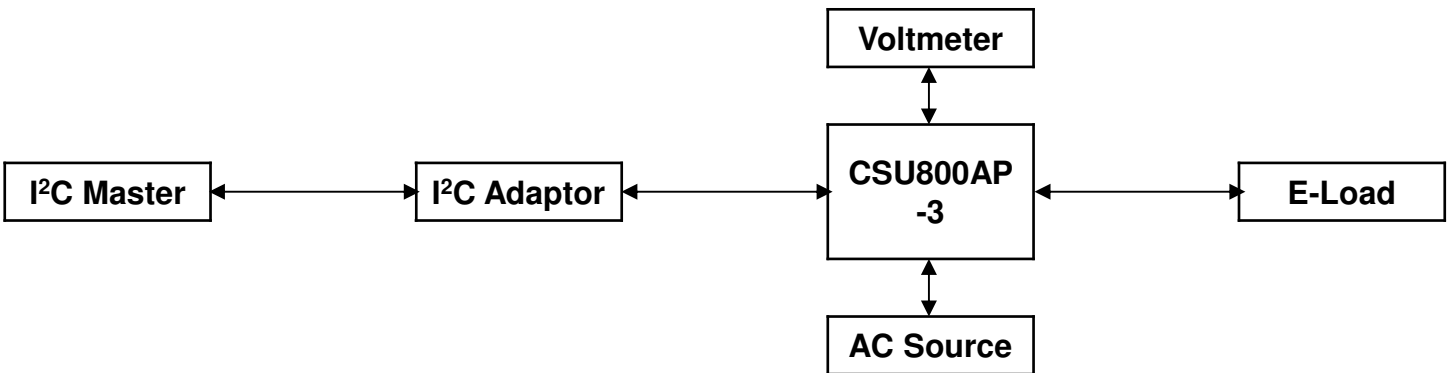 Voltmeter
I²C Master
I²C Adaptor
CSU800AP
-3
E-Load
AC Source